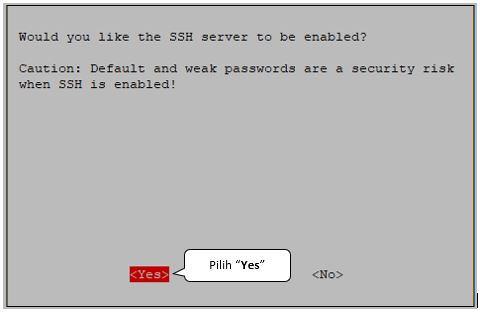 Would you like the SSH server to be enabled?
Caution: Default and weak passwords are a security risk
when SSH is enabled!
<Yes>
Pilih “Yes”
<No>